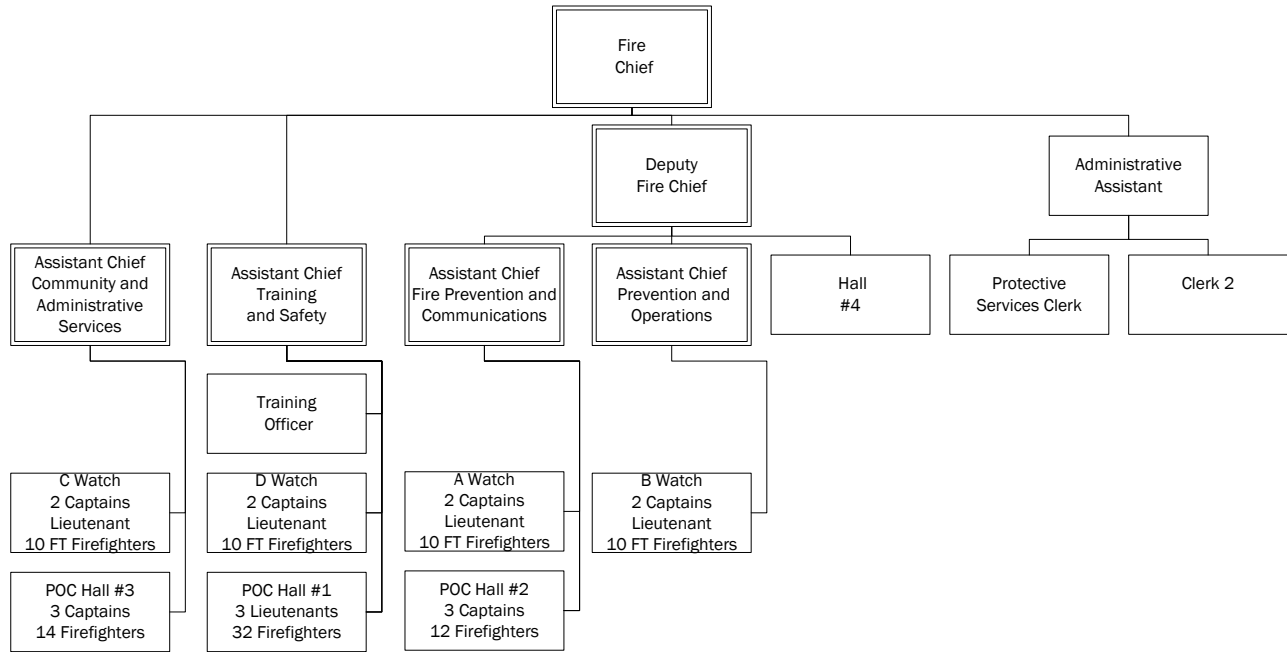 Fire
Chief
Deputy
Fire Chief
Administrative
Assistant
Assistant Chief
Community and
Administrative
Services
Assistant Chief
Training
and Safety
Assistant Chief
Fire Prevention and
Communications
Assistant Chief
Prevention and
Operations
Hall
#4
Protective
Services Clerk
Clerk 2
Training
Officer
C Watch
2 Captains
Lieutenant
10 FT Firefighters
D Watch
2 Captains
Lieutenant
10 FT Firefighters
A Watch
2 Captains
Lieutenant
10 FT Firefighters
B Watch
2 Captains
Lieutenant
10 FT Firefighters
POC Hall #3
3 Captains
14 Firefighters
POC Hall #1
3 Lieutenants
32 Firefighters
POC Hall #2
3 Captains
12 Firefighters